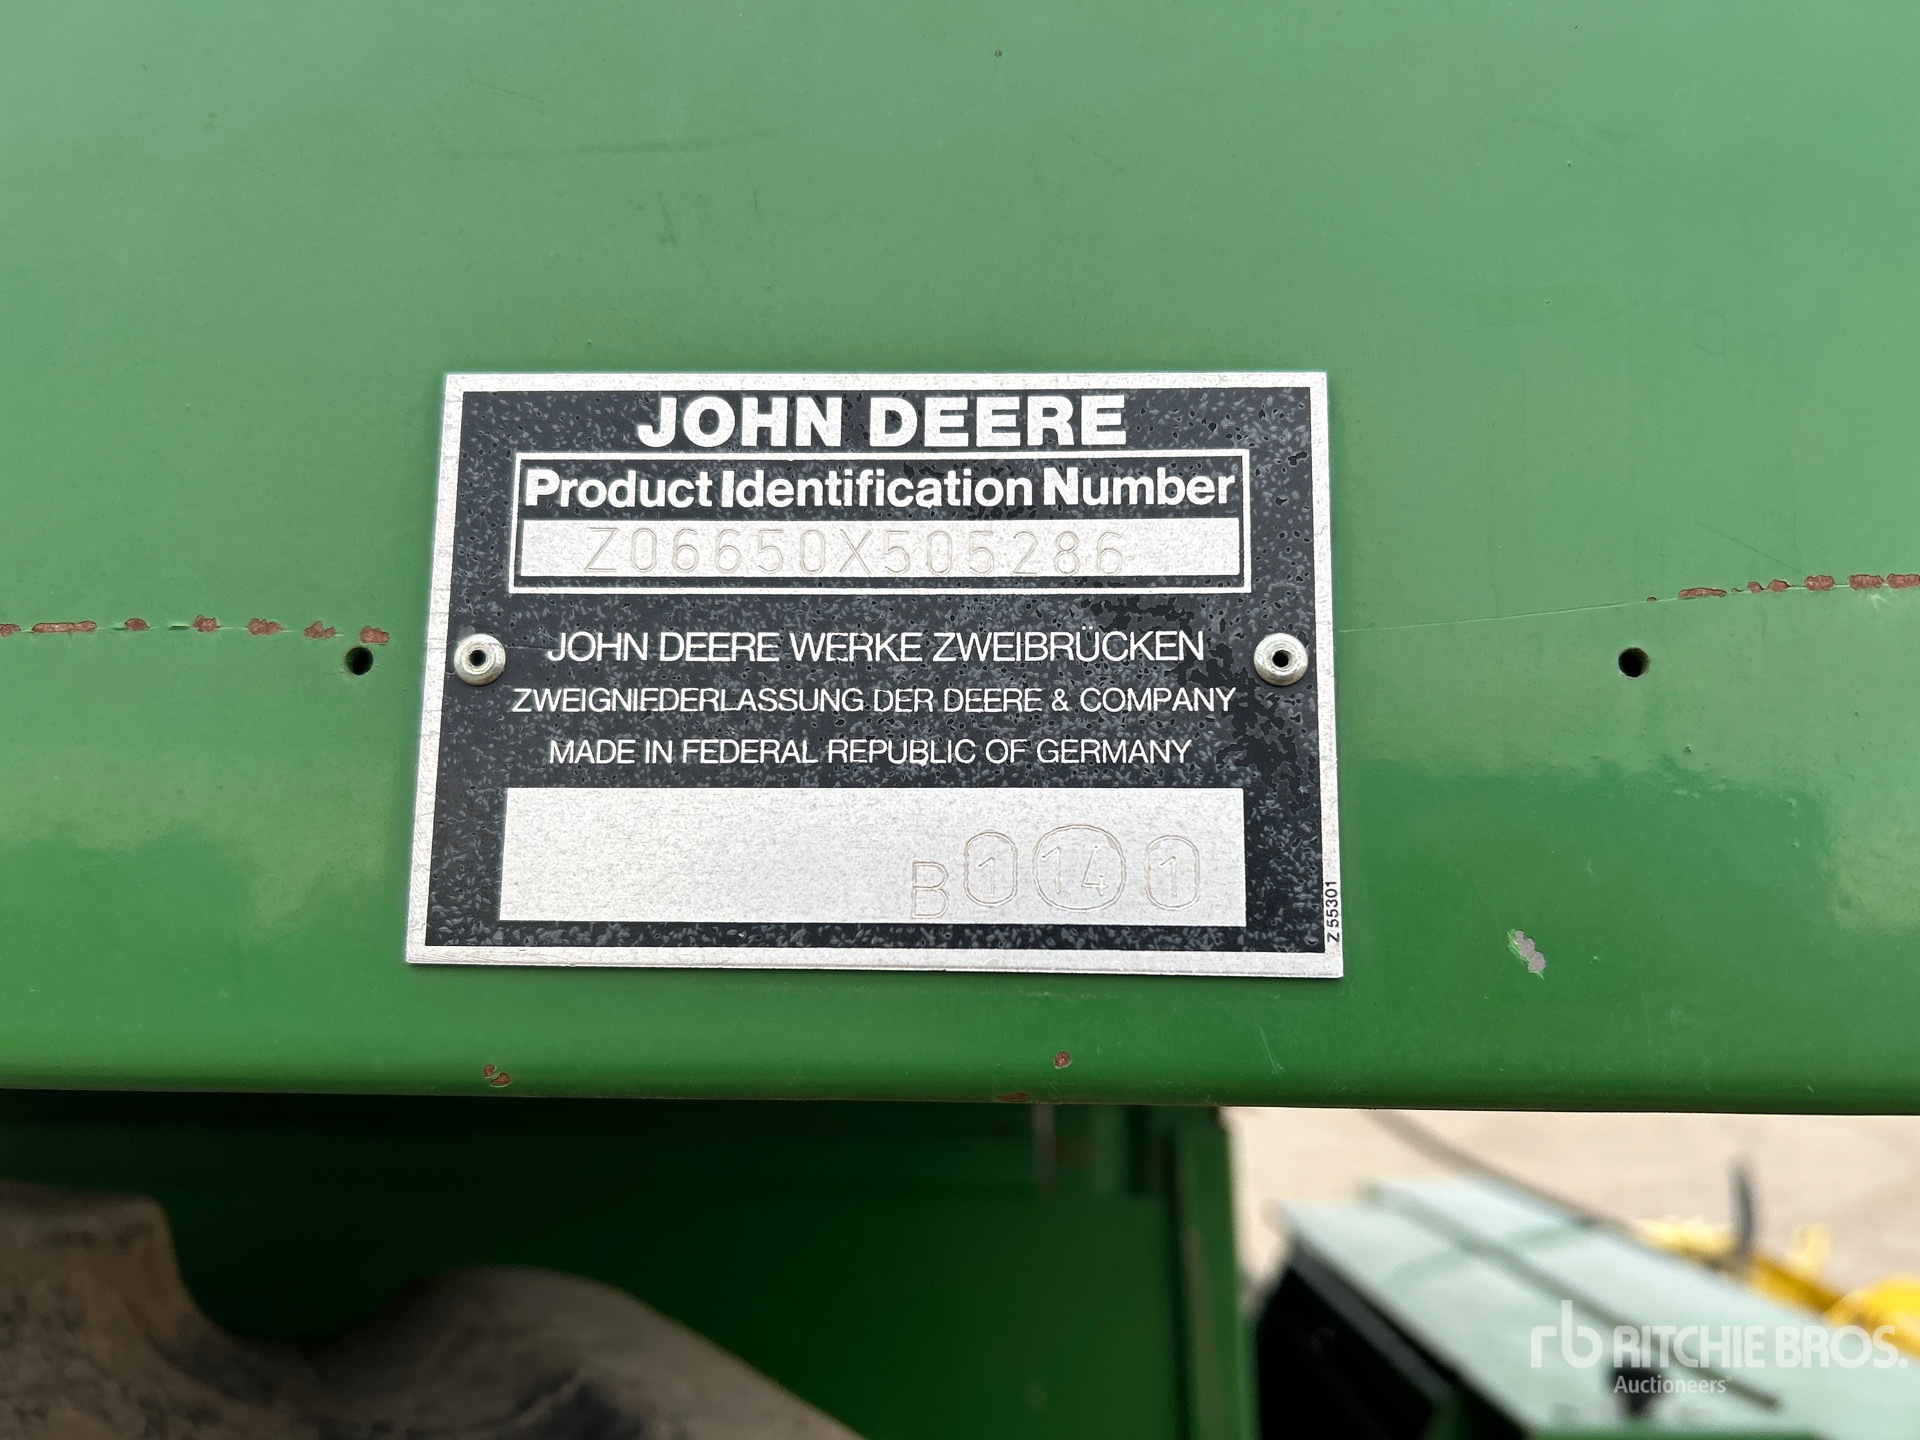 JOHN DEERE
Product Identification Number
Z06650X505286
JOHN DEERE WERKE ZWEIBRÜCKEN
ZWEIGNIEDERLASSUNG DER DEERE & COMPANY
MADE IN FEDERAL REPUBLIC OF GERMANY
B 1 14 1
Z 55301
rb RITCHIE BROS.
Auctioneers